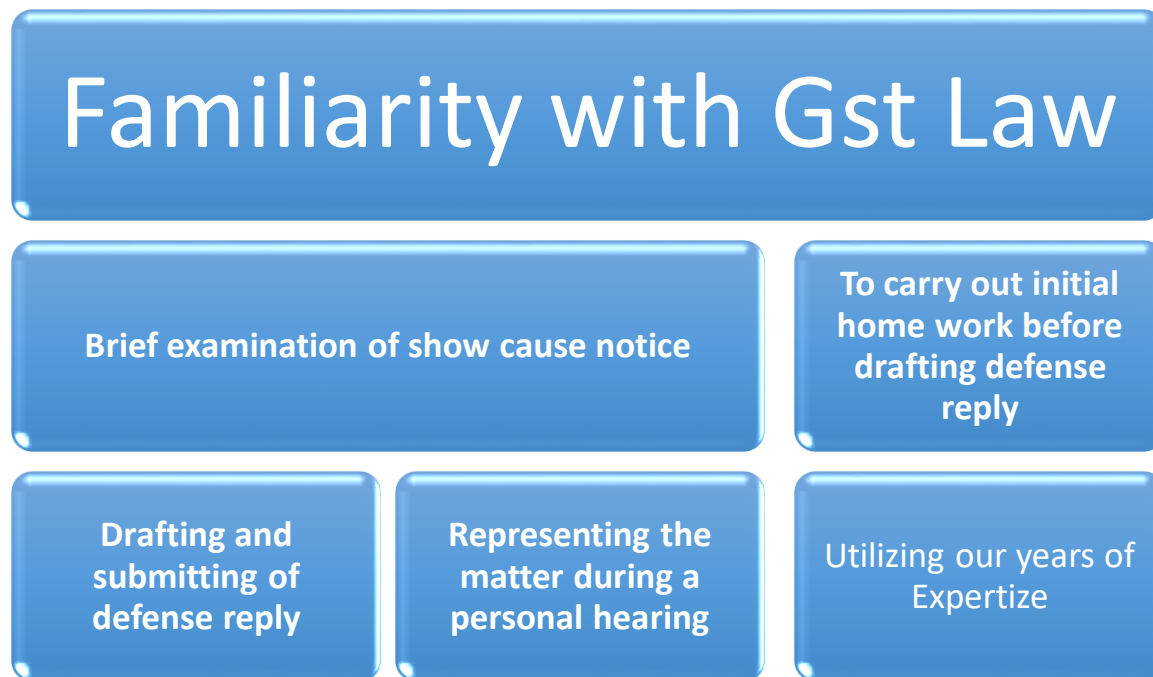 Familiarity with Gst Law
Brief examination of show cause notice
To carry out initial
home work before
drafting defense
reply
Drafting and
submitting of
defense reply
Representing the
matter during a
personal hearing
Utilizing our years of
Expertize